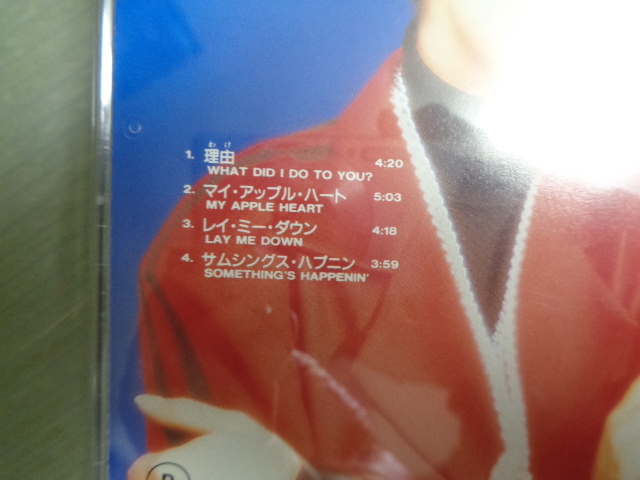 わけ
1. 理由 4:20
WHAT DID I DO TO YOU?
2. マイ・アップル・ハート 5:03
MY APPLE HEART
3. レイ・ミー・ダウン 4:18
LAY ME DOWN
4. サムシングス・ハプニン 3:59
SOMETHING'S HAPPENIN'